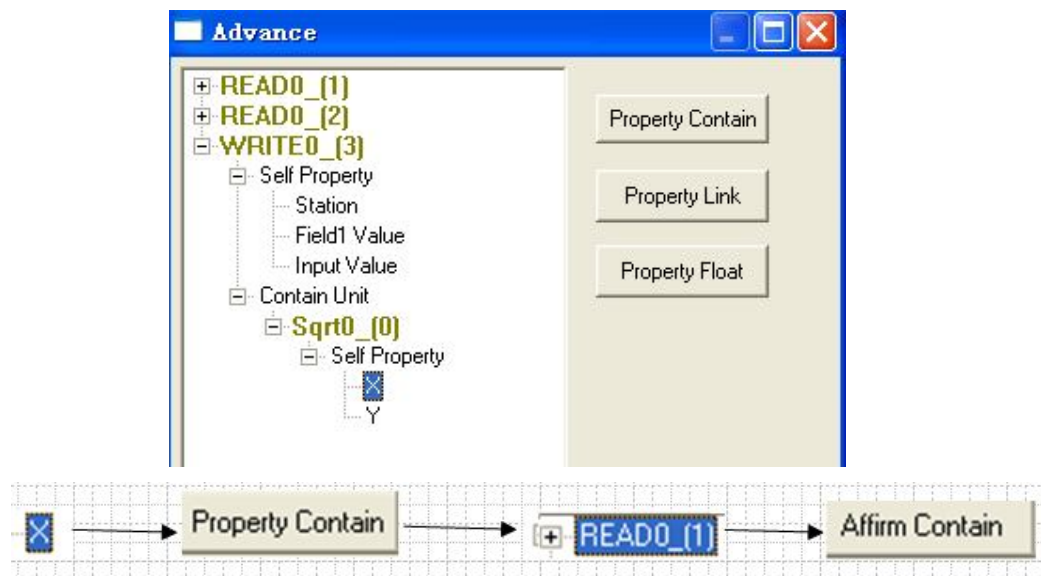 Advance
READ0_(1)
READ0_(2)
WRITE0_(3)
Self Property
Station
Field1 Value
Input Value
Contain Unit
Sqrt0_(0)
Self Property
X
Y
Property Contain
Property Link
Property Float
X
Property Contain
READ0_(1)
Affirm Contain